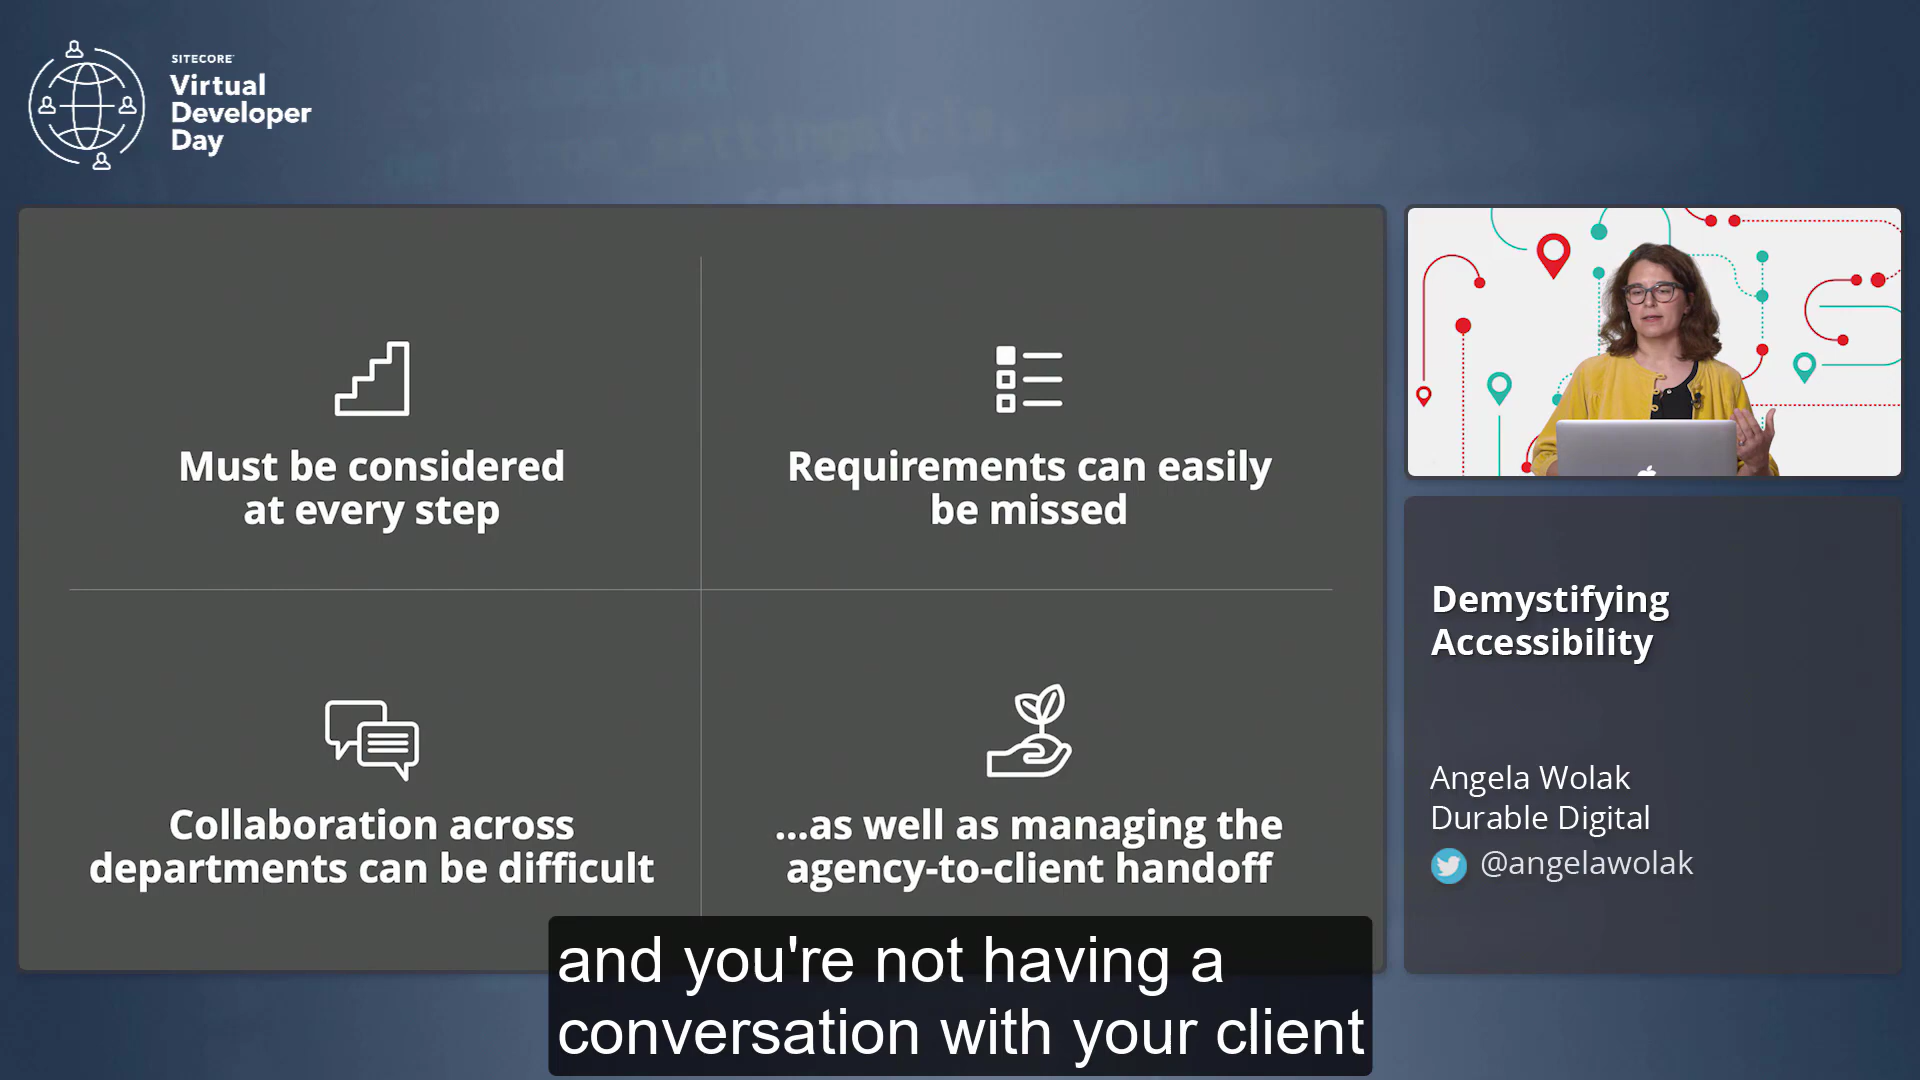 SITECORE
Virtual
Developer
Day
Must be considered
at every step
Requirements can easily
be missed
Collaboration across
departments can be difficult
...as well as managing the
agency-to-client handoff
Demystifying
Accessibility
Angela Wolak
Durable Digital
@angelawolak
and you're not having a
conversation with your client